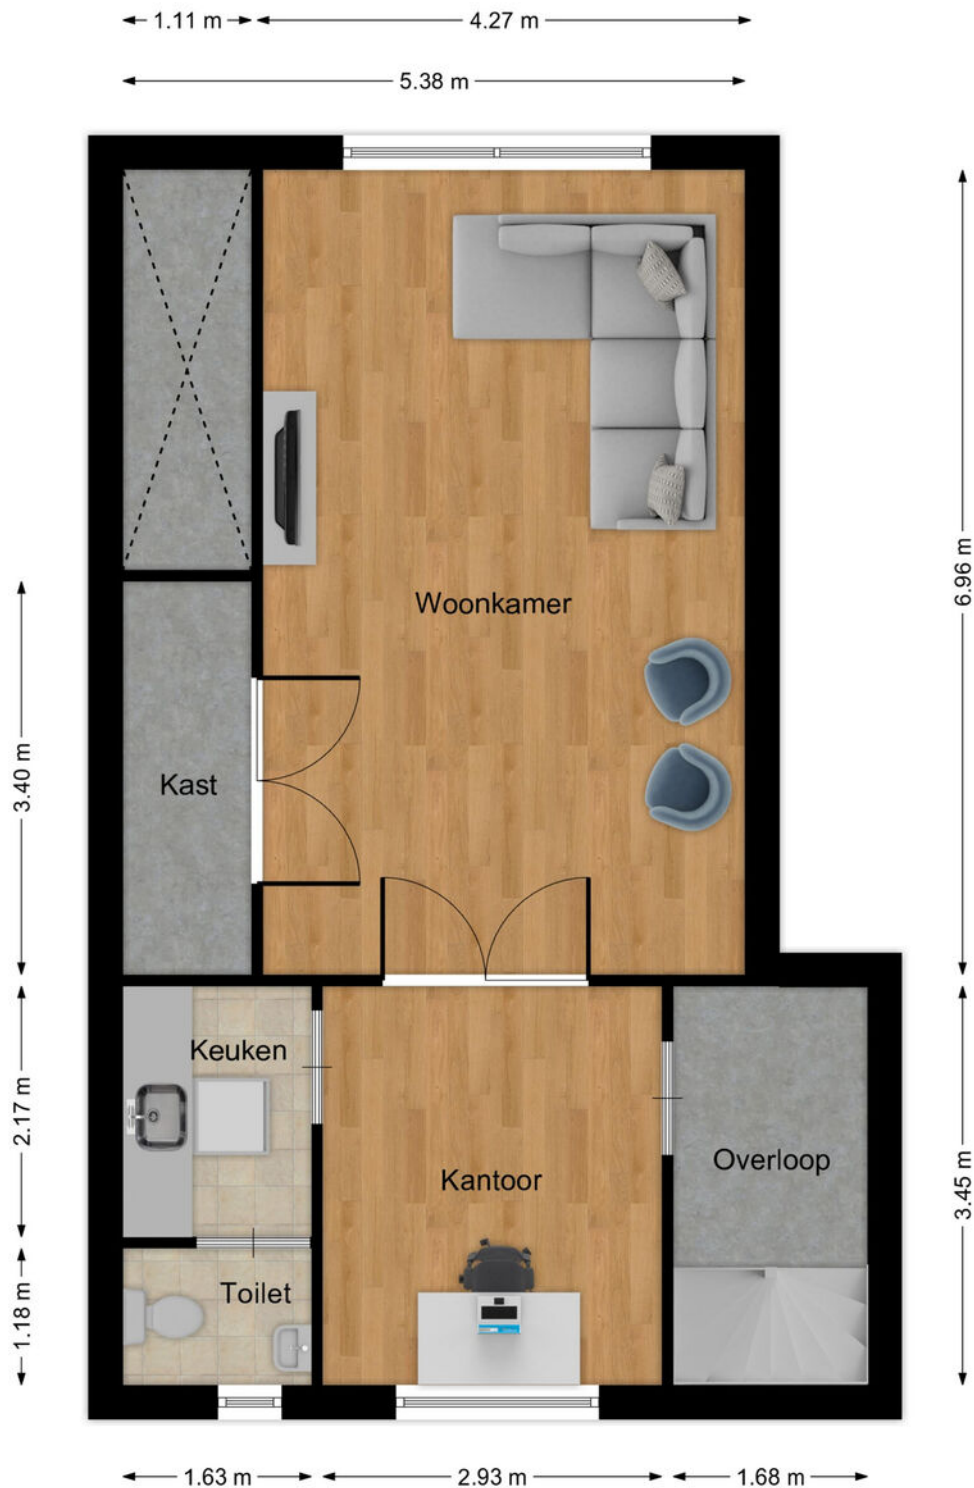 1.11 m
4.27 m
5.38 m
6.96 m
Woonkamer
3.40 m
Kast
Keuken
2.17 m
Overloop
3.45 m
Kantoor
Toilet
1.18 m
1.63 m
2.93 m
1.68 m